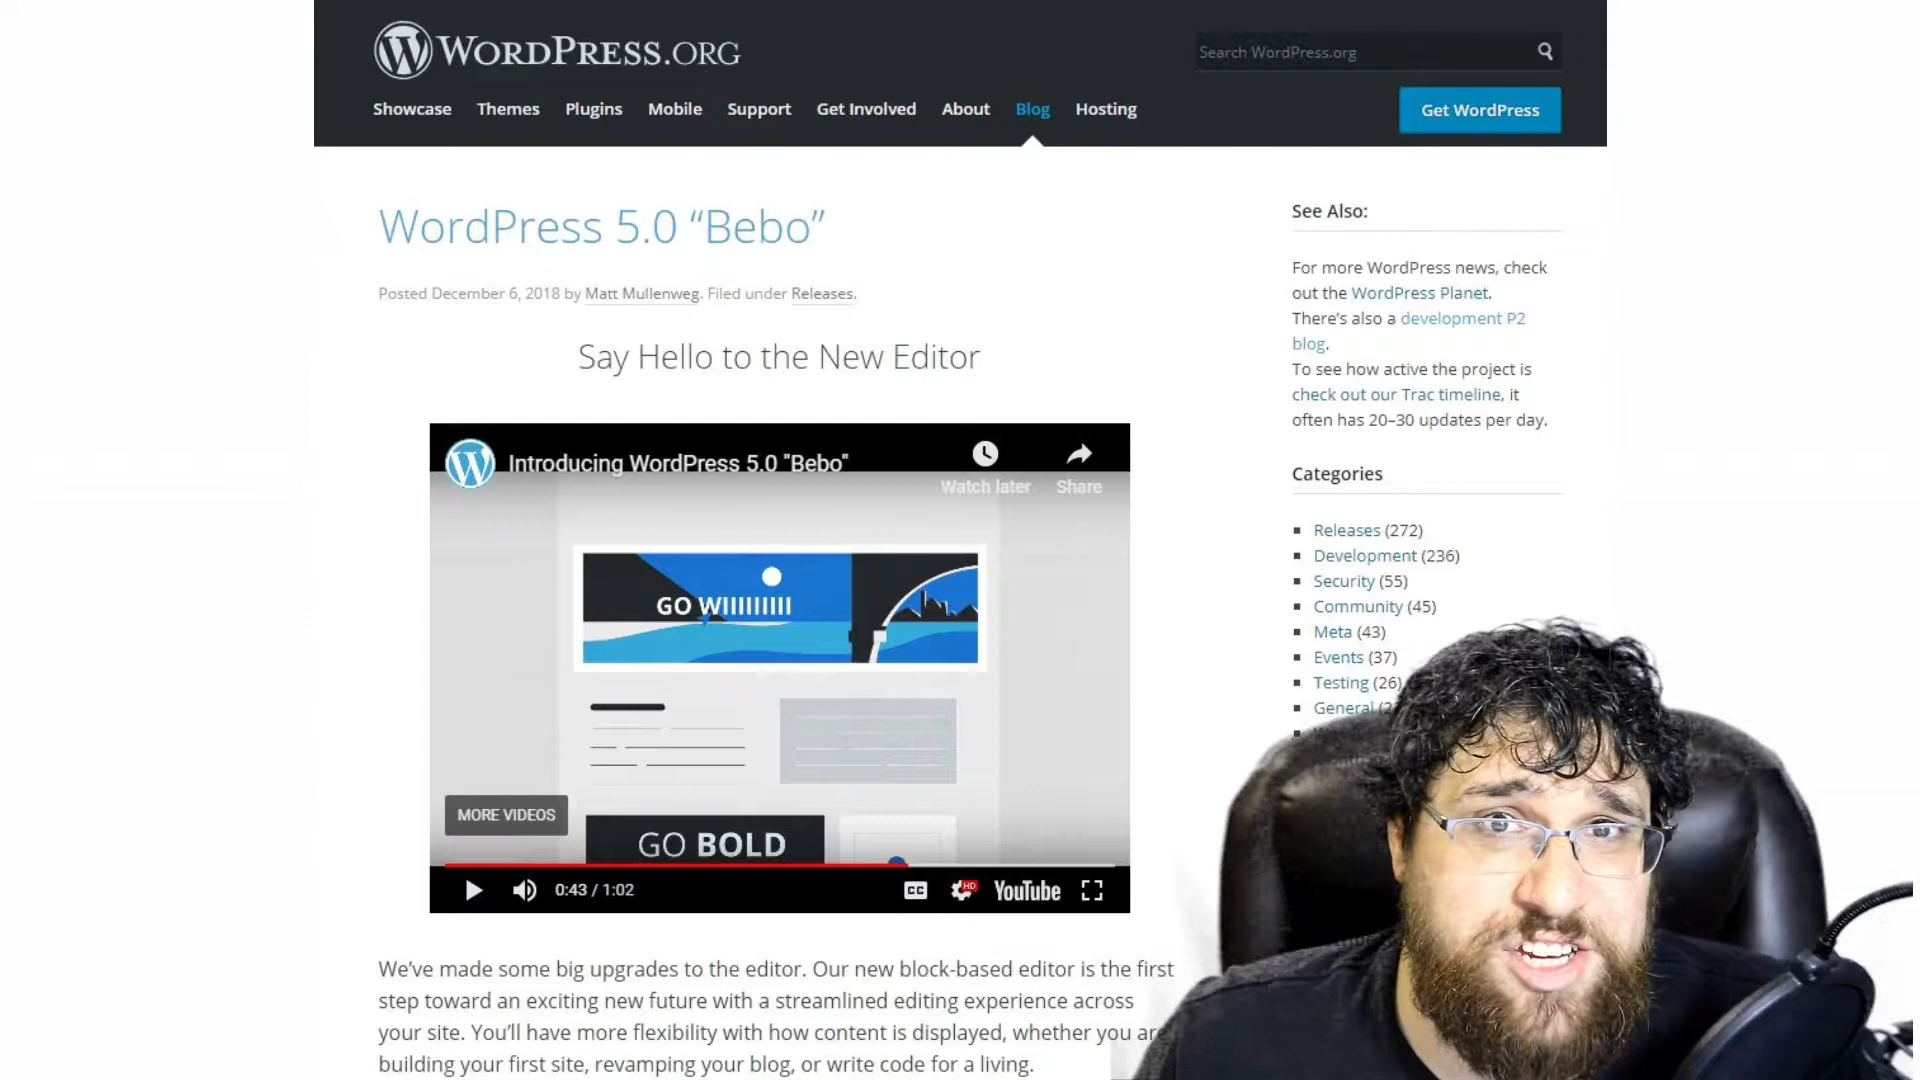 WORDPRESS.ORG
Search WordPress.org
Showcase Themes Plugins Mobile Support Get Involved About Blog Hosting
Get WordPress
WordPress 5.0 “Bebo”
Posted December 6, 2018 by Matt Mullenweg. Filed under Releases.
Say Hello to the New Editor
Introducing WordPress 5.0 "Bebo"
Watch later
Share
GO WIIIIIIIII
MORE VIDEOS
GO BOLD
0:43 / 1:02
CC
HD
YouTube
We’ve made some big upgrades to the editor. Our new block-based editor is the first
step toward an exciting new future with a streamlined editing experience across
your site. You’ll have more flexibility with how content is displayed, whether you are
building your first site, revamping your blog, or write code for a living.
See Also:
For more WordPress news, check
out the WordPress Planet.
There’s also a development P2
blog.
To see how active the project is
check out our Trac timeline, it
often has 20–30 updates per day.
Categories
Releases (272)
Development (236)
Security (55)
Community (45)
Meta (43)
Events (37)
Testing (26)
General